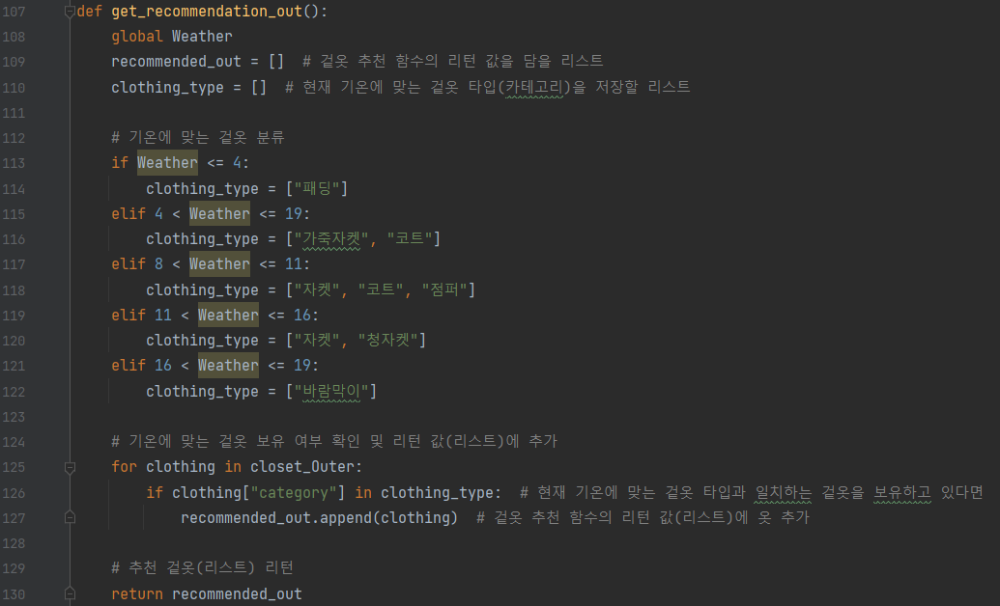 107 def get_recommendation_out():
108     global Weather
109     recommended_out = []  # 겉옷 추천 함수의 리턴 값을 담을 리스트
110     clothing_type = []  # 현재 기온에 맞는 겉옷 타입(카테고리)을 저장할 리스트
111
112     # 기온에 맞는 겉옷 분류
113     if Weather <= 4:
114         clothing_type = ["패딩"]
115     elif 4 < Weather <= 19:
116         clothing_type = ["가죽자켓", "코트"]
117     elif 8 < Weather <= 11:
118         clothing_type = ["자켓", "코트", "점퍼"]
119     elif 11 < Weather <= 16:
120         clothing_type = ["자켓", "청자켓"]
121     elif 16 < Weather <= 19:
122         clothing_type = ["바람막이"]
123
124     # 기온에 맞는 겉옷 보유 여부 확인 및 리턴 값(리스트)에 추가
125     for clothing in closet_Outer:
126         if clothing["category"] in clothing_type:  # 현재 기온에 맞는 겉옷 타입과 일치하는 겉옷을 보유하고 있다면
127             recommended_out.append(clothing)  # 겉옷 추천 함수의 리턴 값(리스트)에 옷 추가
128
129     # 추천 겉옷(리스트) 리턴
130     return recommended_out